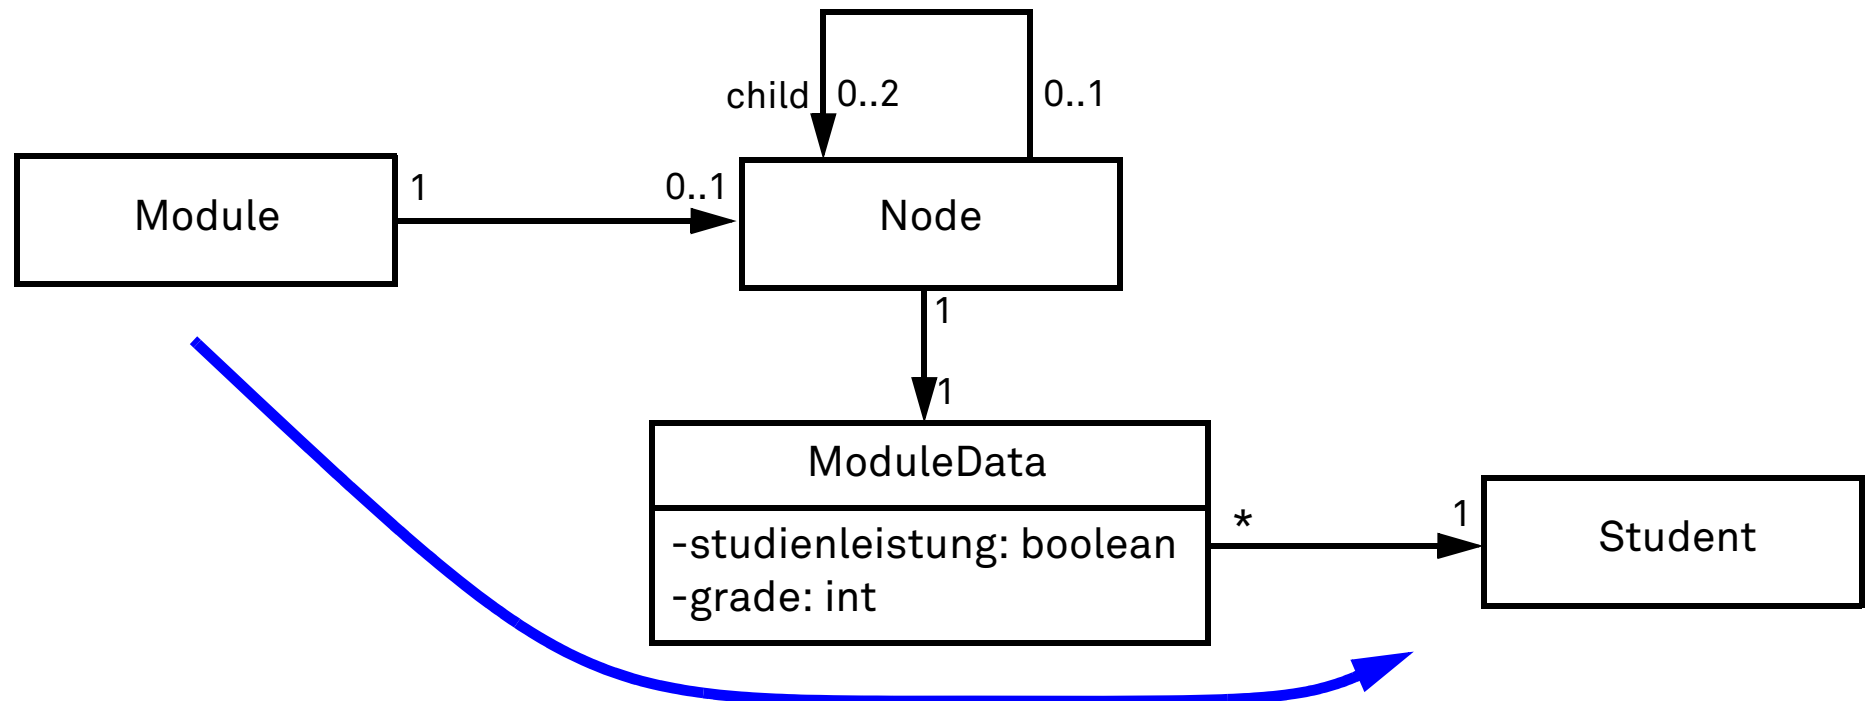 child 0..2 0..1
Module 1 0..1 Node
1
1
ModuleData
-studienleistung: boolean
-grade: int
* 1 Student